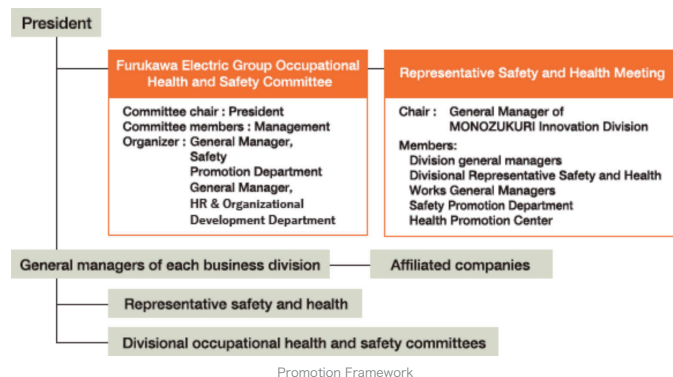 President
Furukawa Electric Group Occupational
Health and Safety Committee
Committee chair : President
Committee members : Management
Organizer : General Manager,
Safety
Promotion Department
General Manager,
HR & Organizational
Development Department
Representative Safety and Health Meeting
Chair : General Manager of
MONOZUKURI Innovation Division
Members:
Division general managers
Divisional Representative Safety and Health
Works General Managers
Safety Promotion Department
Health Promotion Center
General managers of each business division
Affiliated companies
Representative safety and health
Divisional occupational health and safety committees
Promotion Framework